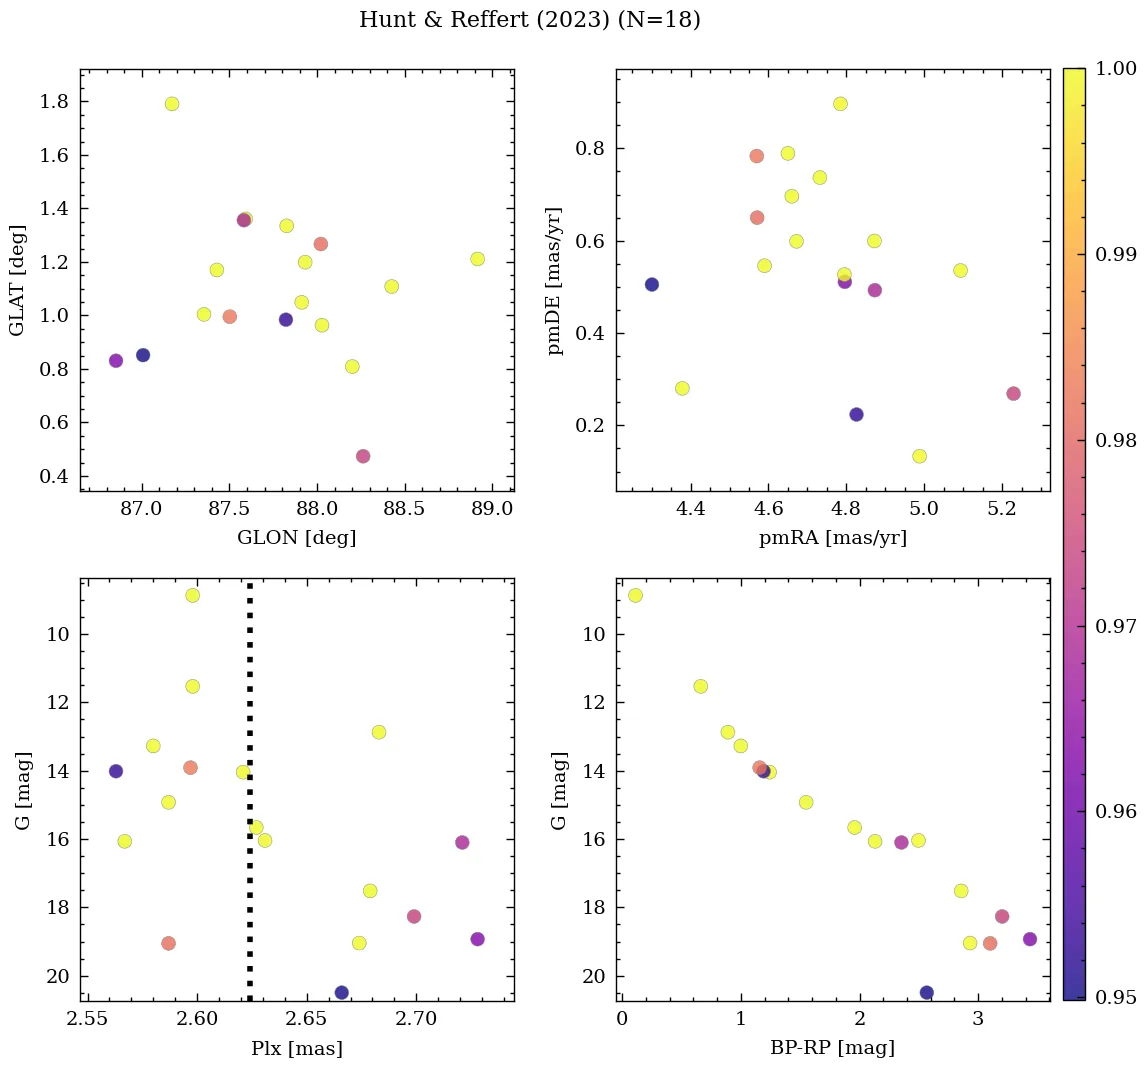 Hunt & Reffert (2023) (N=18)
1.8
1.6
1.4
1.2
1.0
0.8
0.6
0.4
GLAT [deg]
87.0 87.5 88.0 88.5 89.0
GLON [deg]
0.8
0.6
0.4
0.2
pmDE [mas/yr]
4.4 4.6 4.8 5.0 5.2
pmRA [mas/yr]
10
12
14
16
18
20
G [mag]
2.55 2.60 2.65 2.70
Plx [mas]
10
12
14
16
18
20
G [mag]
0 1 2 3
BP-RP [mag]
1.00
0.99
0.98
0.97
0.96
0.95